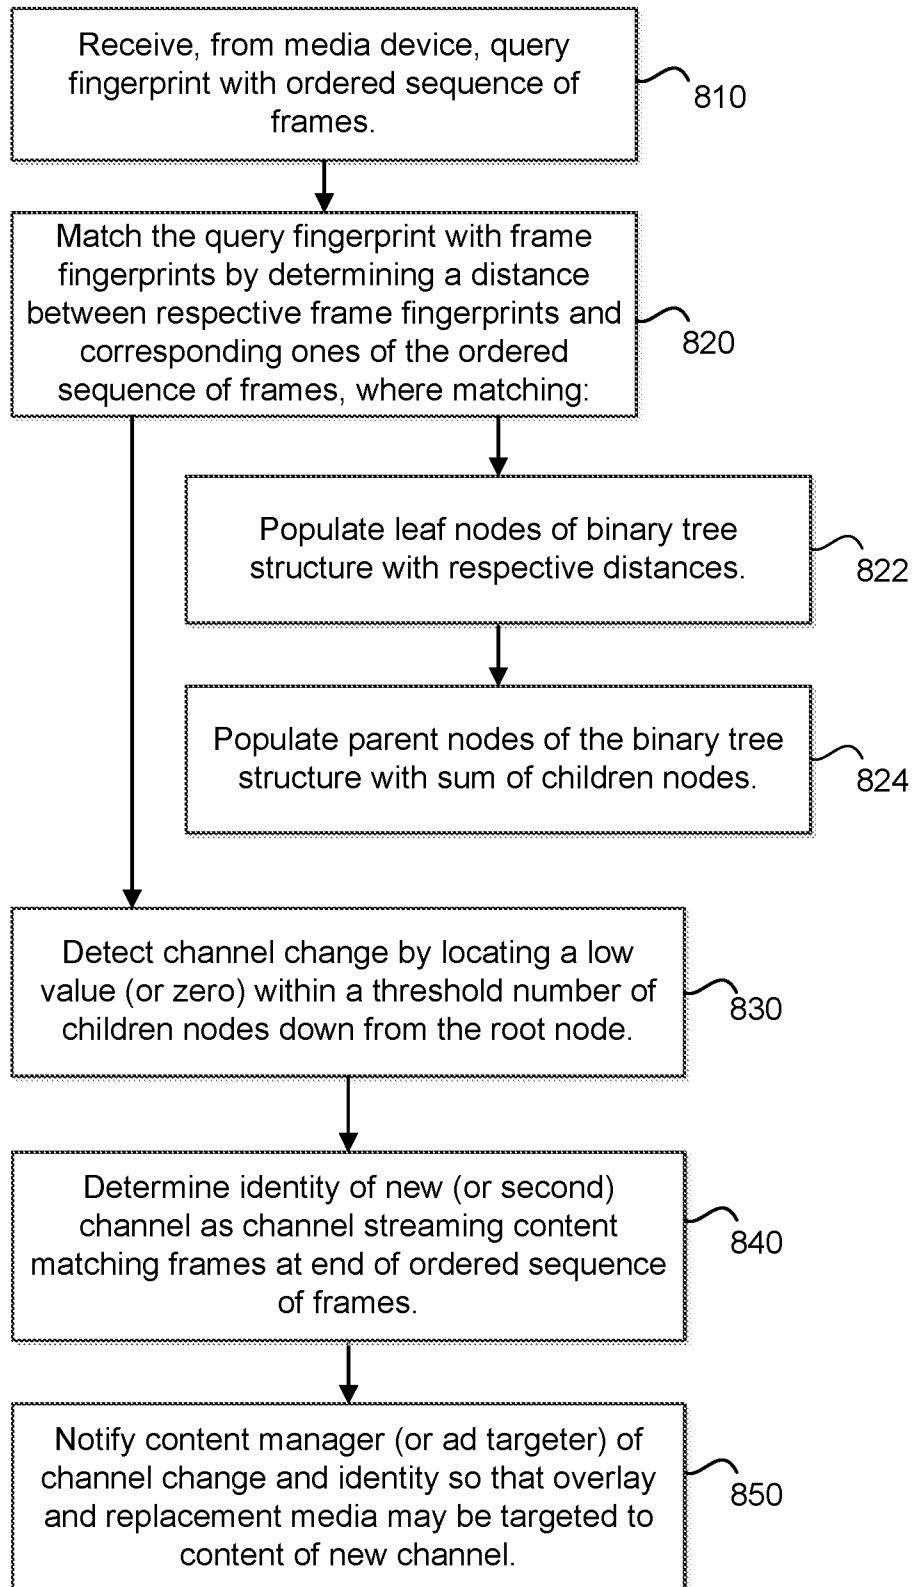 Receive, from media device, query
fingerprint with ordered sequence of
frames.
810
Match the query fingerprint with frame
fingerprints by determining a distance
between respective frame fingerprints and
corresponding ones of the ordered
sequence of frames, where matching:
820
Populate leaf nodes of binary tree
structure with respective distances.
822
Populate parent nodes of the binary tree
structure with sum of children nodes.
824
Detect channel change by locating a low
value (or zero) within a threshold number of
children nodes down from the root node.
830
Determine identity of new (or second)
channel as channel streaming content
matching frames at end of ordered sequence
of frames.
840
Notify content manager (or ad targeter) of
channel change and identity so that overlay
and replacement media may be targeted to
content of new channel.
850